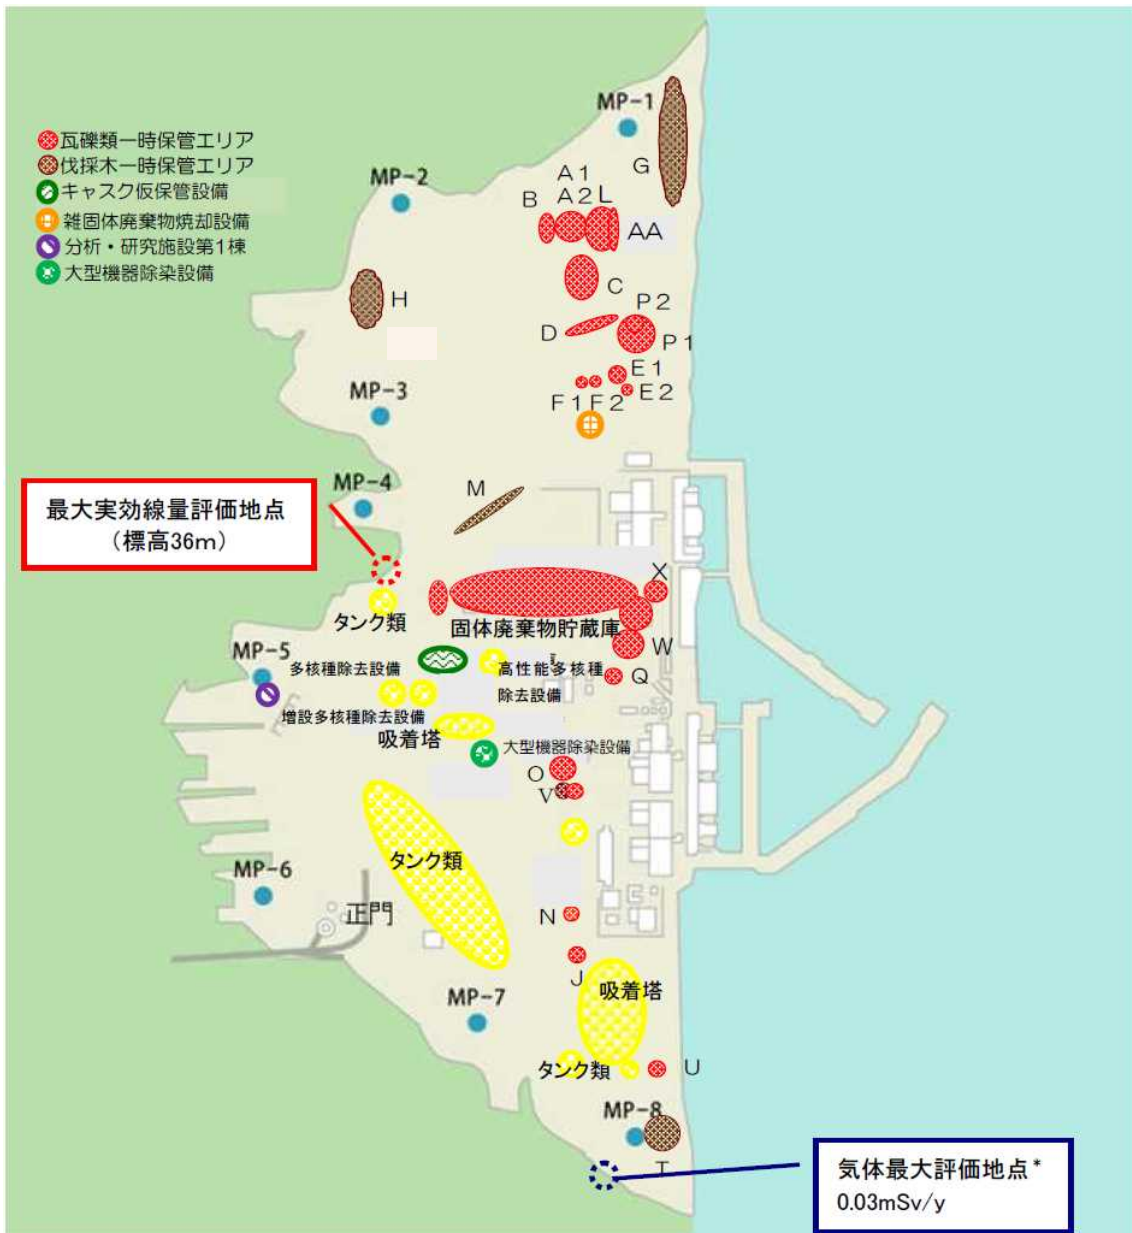 MP-1
瓦礫類一時保管エリア
伐採木一時保管エリア
キャスク仮保管設備
雑固体廃棄物焼却設備
分析・研究施設第1棟
大型機器除染設備
MP-2
G
A1
B A2 L
AA
H
C
P2
D
P1
E1
E2
F1 F2
MP-3
MP-4
M
最大実効線量評価地点
(標高36m)
X
タンク類
固体廃棄物貯蔵庫
W
MP-5
多核種除去設備
高性能多核種
除去設備
Q
増設多核種除去設備
吸着塔
大型機器除染設備
O
V
タンク類
MP-6
正門
N
J
吸着塔
MP-7
タンク類
U
MP-8
T
気体最大評価地点*
0.03mSv/y